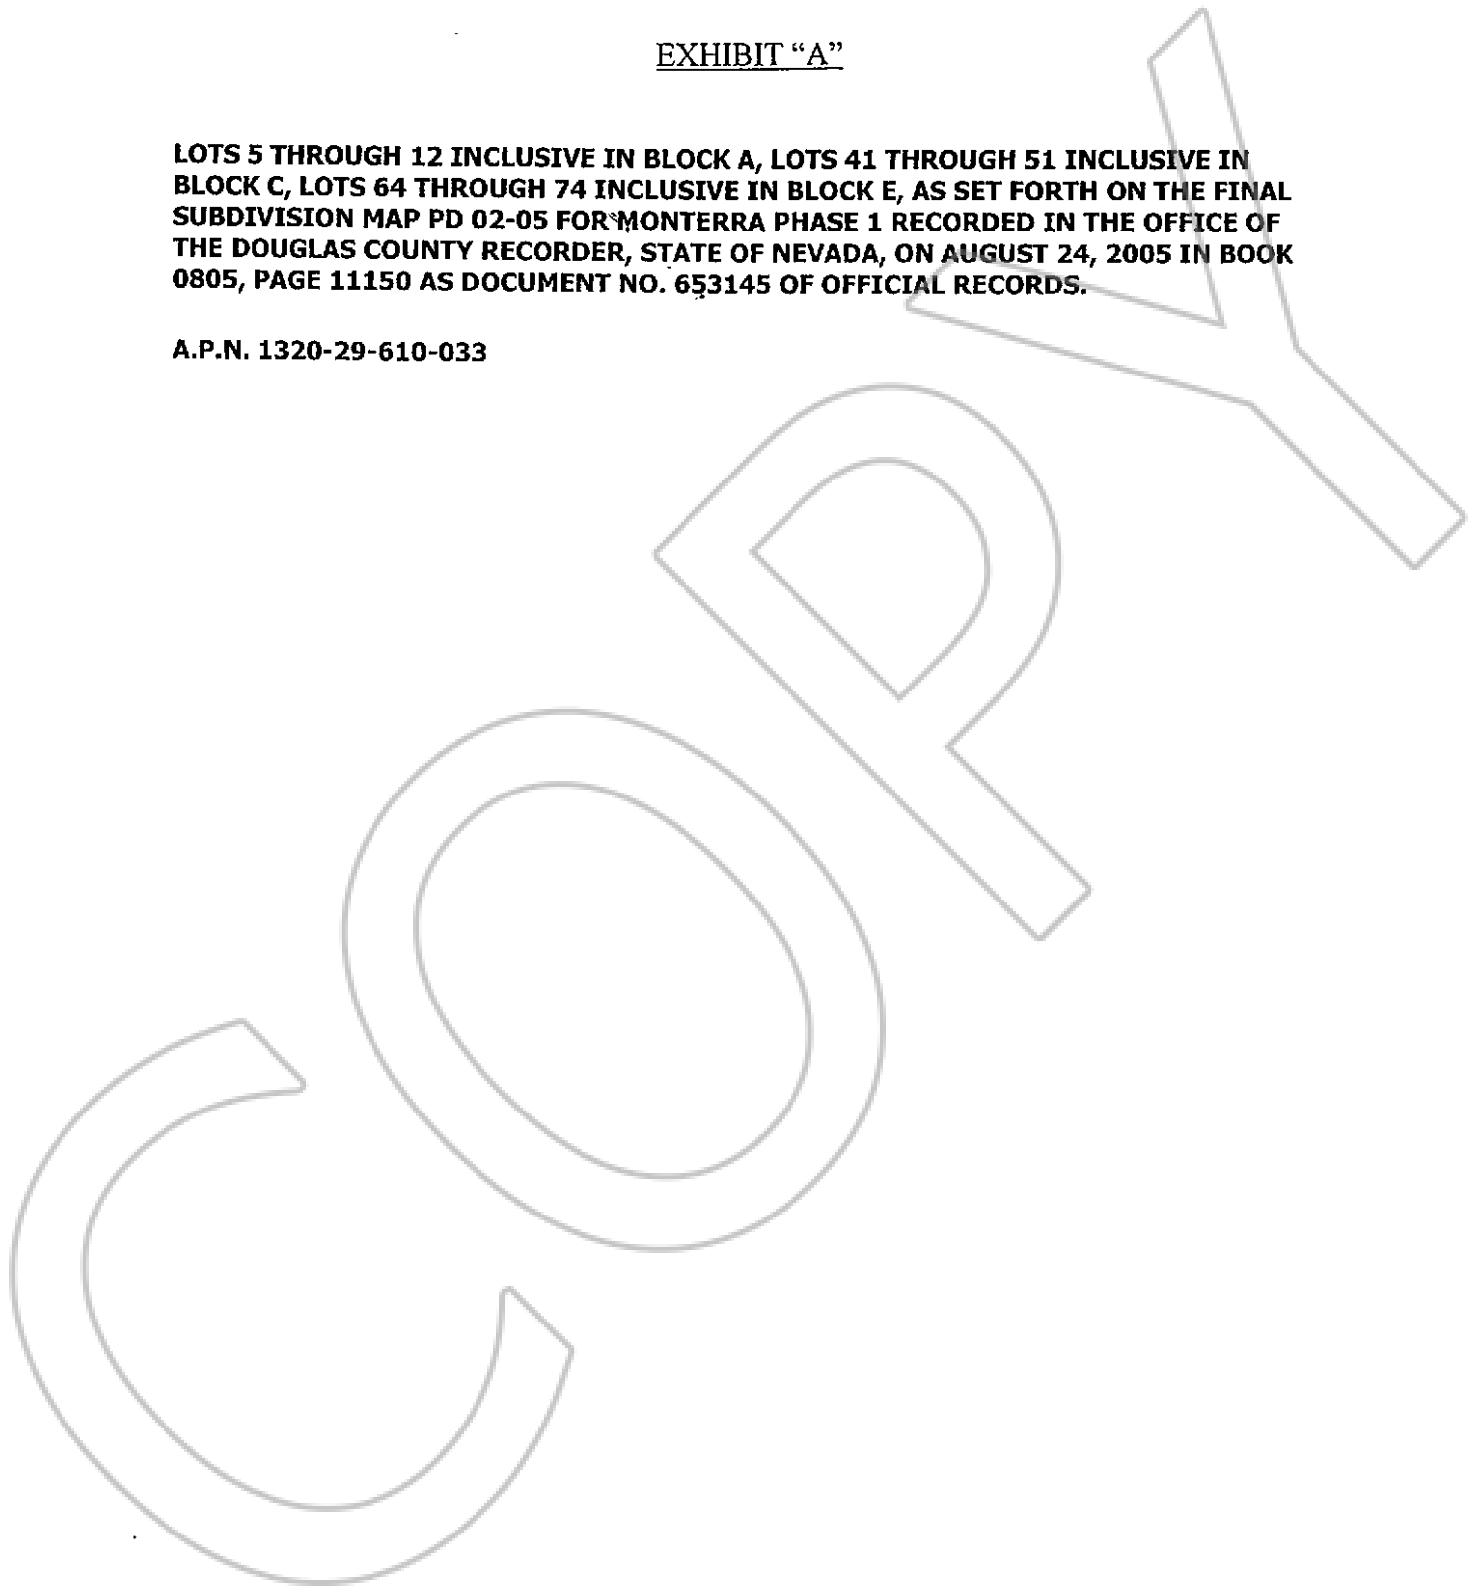 EXHIBIT “A”
LOTS 5 THROUGH 12 INCLUSIVE IN BLOCK A, LOTS 41 THROUGH 51 INCLUSIVE IN
BLOCK C, LOTS 64 THROUGH 74 INCLUSIVE IN BLOCK E, AS SET FORTH ON THE FINAL
SUBDIVISION MAP PD 02-05 FOR MONTERRA PHASE 1 RECORDED IN THE OFFICE OF
THE DOUGLAS COUNTY RECORDER, STATE OF NEVADA, ON AUGUST 24, 2005 IN BOOK
0805, PAGE 11150 AS DOCUMENT NO. 653145 OF OFFICIAL RECORDS.
A.P.N. 1320-29-610-033
COPY